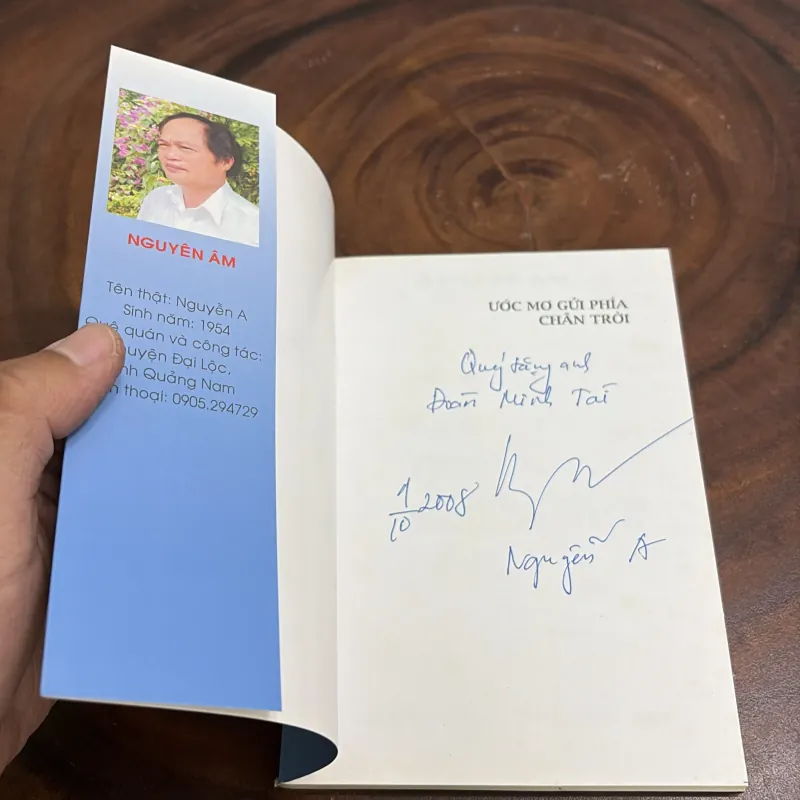 NGUYÊN ÂM
Tên thật: Nguyễn A
Sinh năm: 1954
Quê quán và công tác:
uyện Đại Lộc,
nh Quảng Nam
n thoại: 0905.294729
ƯỚC MƠ GỬI PHÍA
CHÂN TRỜI
Quý tặng anh
Đoàn Minh Tài
1/10 2008
Nguyễn A